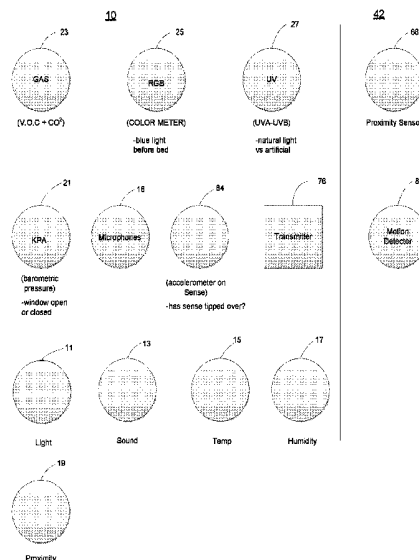 10
42
23
25
27
68
GAS
RGB
UV
(V.O.C + CO²)
(COLOR METER)
(UVA-UVB)
Proximity Senso
-blue light
before bed
-natural light
vs artificial
21
16
84
76
8
KPA
Microphones
Transmitter
Motion
Detector
(barometric
pressure)
-window open
or closed
(accelerometer on
Sense)
-has sense tipped over?
11
13
15
17
Light
Sound
Temp
Humidity
19
Proximity